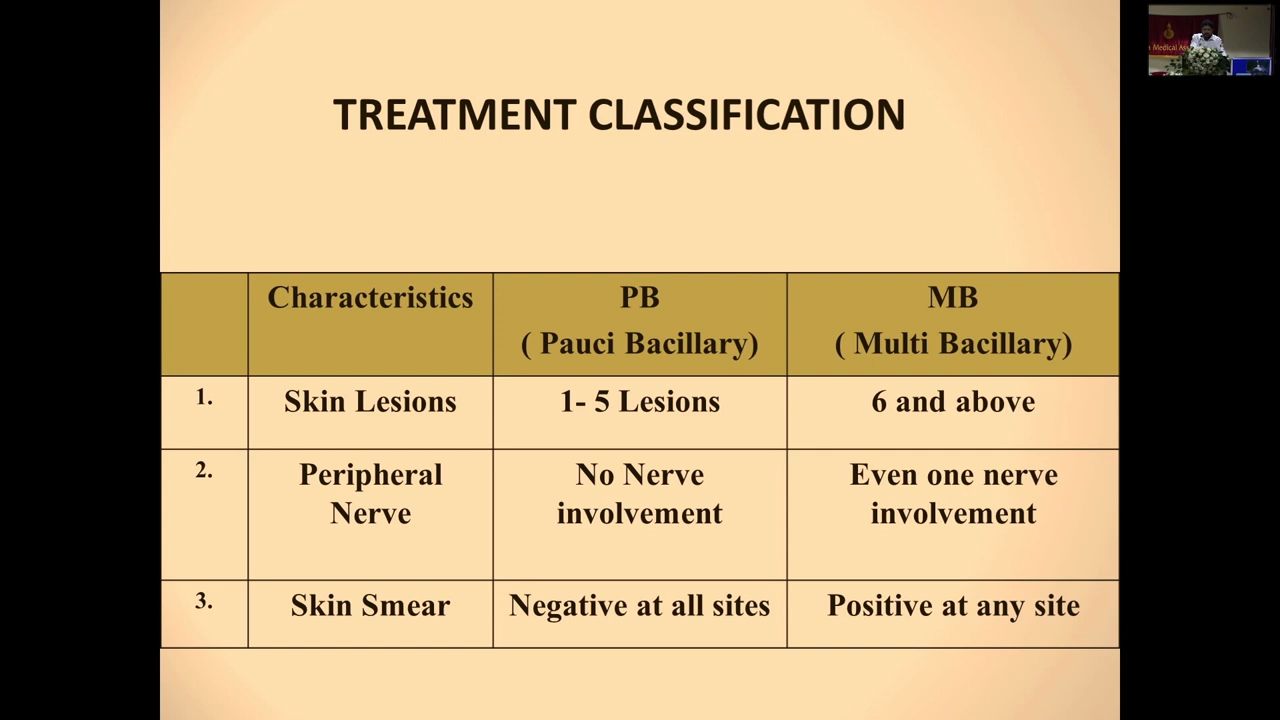 TREATMENT CLASSIFICATION
Characteristics
PB
( Pauci Bacillary)
MB
( Multi Bacillary)
1.
Skin Lesions
1- 5 Lesions
6 and above
2.
Peripheral
Nerve
No Nerve
involvement
Even one nerve
involvement
3.
Skin Smear
Negative at all sites
Positive at any site
Medical